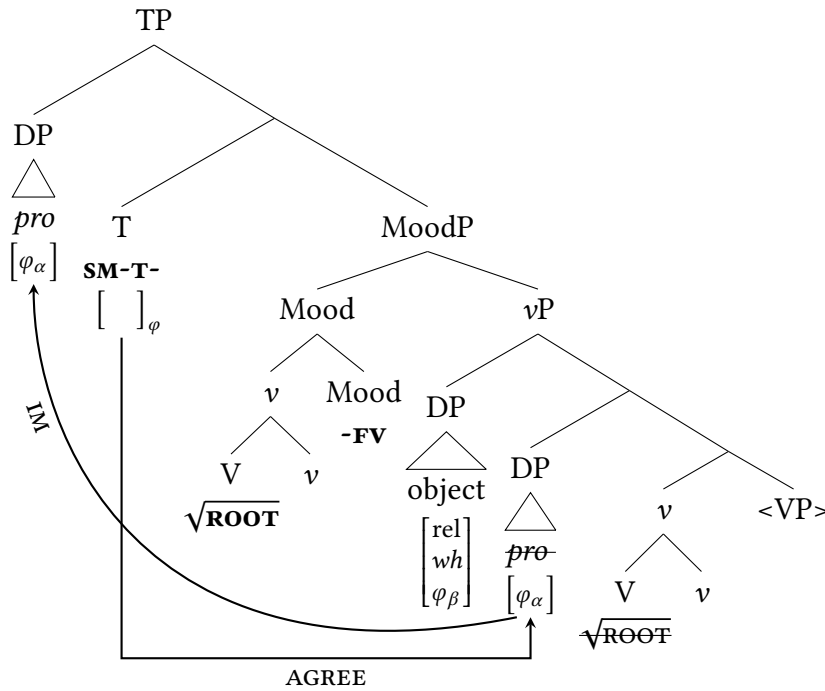 TP
DP
pro
[φα]
T
SM-T-
[ ]φ
MoodP
Mood
vP
v
Mood
-FV
DP
V
v
√ROOT
object
[rel
wh
φβ]
DP
pro
[φα]
v
<VP>
V
v
√ROOT
IM
AGREE